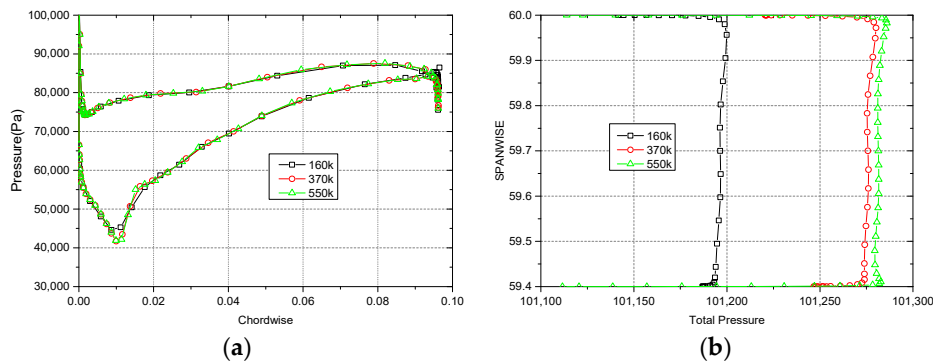 100,000
90,000
80,000
70,000
60,000
50,000
40,000
30,000
Pressure(Pa)
160k
370k
550k
0.00 0.02 0.04 0.06 0.08 0.10
Chordwise
(a)
60.0
59.9
59.8
59.7
59.6
59.5
59.4
SPANWISE
160k
370k
550k
101,100 101,150 101,200 101,250 101,300
Total Pressure
(b)